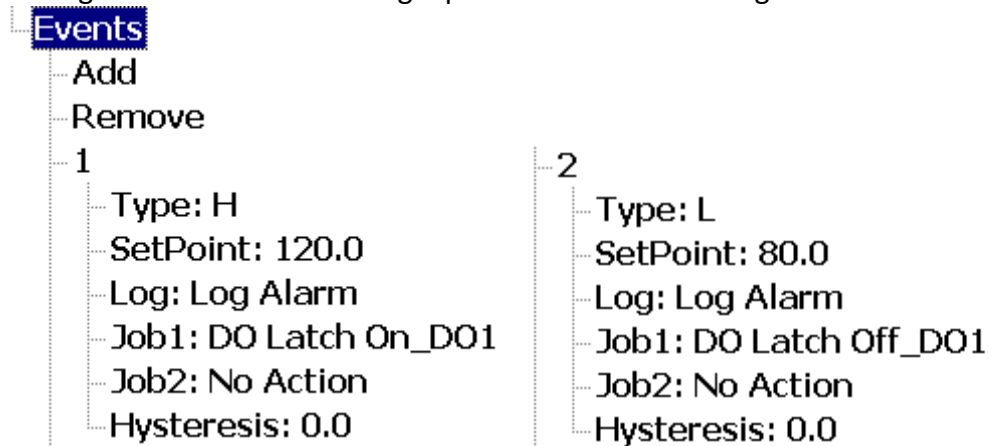 Events
Add
Remove
1
Type: H
SetPoint: 120.0
Log: Log Alarm
Job1: DO Latch On_DO1
Job2: No Action
Hysteresis: 0.0
2
Type: L
SetPoint: 80.0
Log: Log Alarm
Job1: DO Latch Off_DO1
Job2: No Action
Hysteresis: 0.0